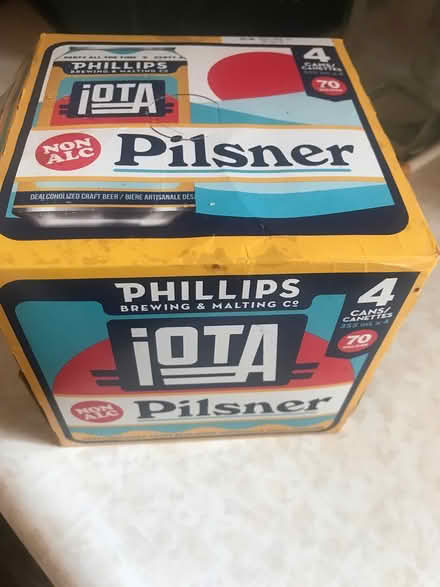 PHILLIPS
BREWING & MALTING CO
iOTA
4
CANS/
CANETTES
70
NON
ALC
Pilsner
DEALCOHOLIZED CRAFT BEER / BIÈRE ARTISANALE DES
PHILLIPS
BREWING & MALTING CO
4
CANS/
CANETTES
355 mL x 4
iOTA
70
NON
ALC
Pilsner